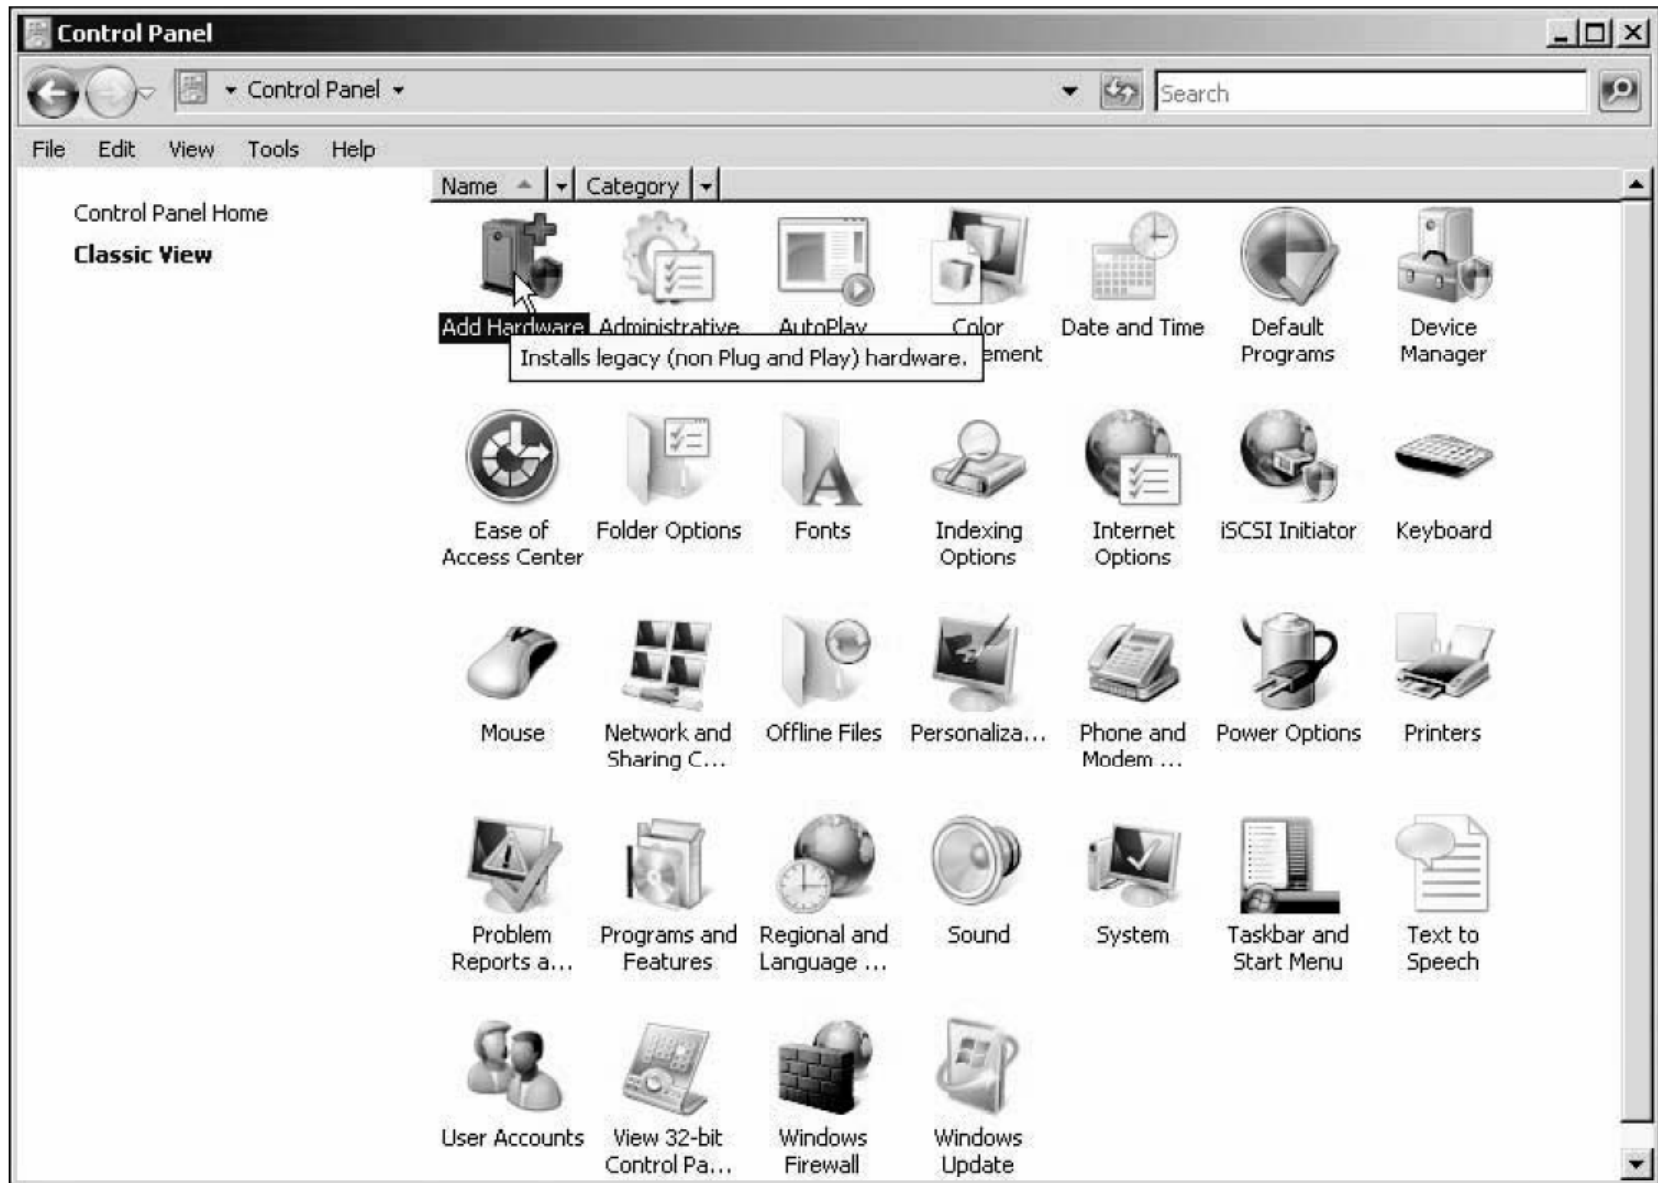 Control Panel
Control Panel
Search
File Edit View Tools Help
Name Category
Control Panel Home
Classic View
Add Hardware Administrative AutoPlay Color Date and Time Default Device
Installs legacy (non Plug and Play) hardware. ement Programs Manager
Ease of Folder Options Fonts Indexing Internet iSCSI Initiator Keyboard
Access Center Options Options
Mouse Network and Offline Files Personaliza... Phone and Power Options Printers
Sharing C... Modem ...
Problem Programs and Regional and Sound System Taskbar and Text to
Reports a... Features Language ... Start Menu Speech
User Accounts View 32-bit Windows Windows
Control Pa... Firewall Update